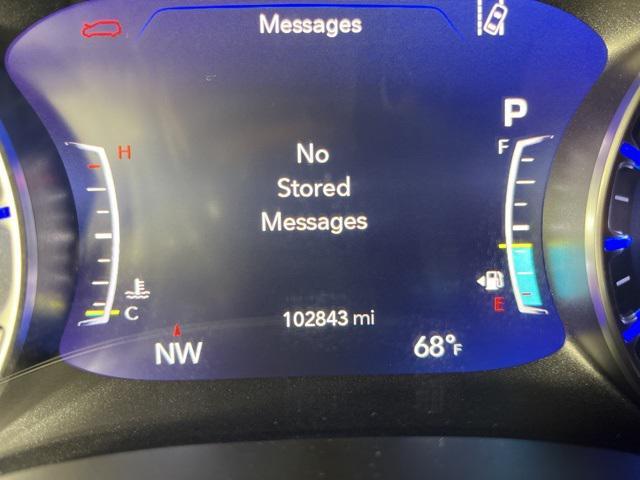 Messages
P
H
F
No
Stored
Messages
E
C
102843 mi
NW
68°F